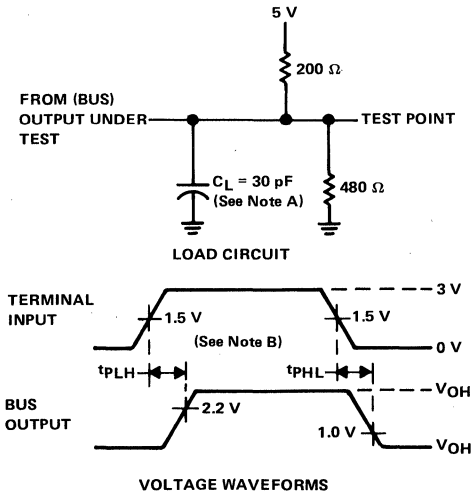 5 V
200 Ω
FROM (BUS)
OUTPUT UNDER
TEST
TEST POINT
CL = 30 pF
(See Note A)
480 Ω
LOAD CIRCUIT
TERMINAL
INPUT
3 V
1.5 V
1.5 V
(See Note B)
0 V
tPLH
tPHL
BUS
OUTPUT
VOH
2.2 V
1.0 V
VOH
VOLTAGE WAVEFORMS